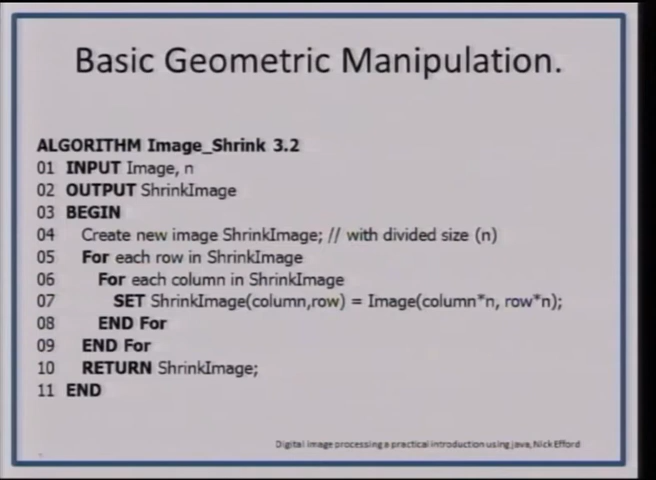 Basic Geometric Manipulation.
ALGORITHM Image_Shrink 3.2
01 INPUT Image, n
02 OUTPUT ShrinkImage
03 BEGIN
04 Create new image ShrinkImage; // with divided size (n)
05 For each row in ShrinkImage
06 For each column in ShrinkImage
07 SET ShrinkImage(column,row) = Image(column*n, row*n);
08 END For
09 END For
10 RETURN ShrinkImage;
11 END
Digital image processing a practical introduction using java, Nick Efford